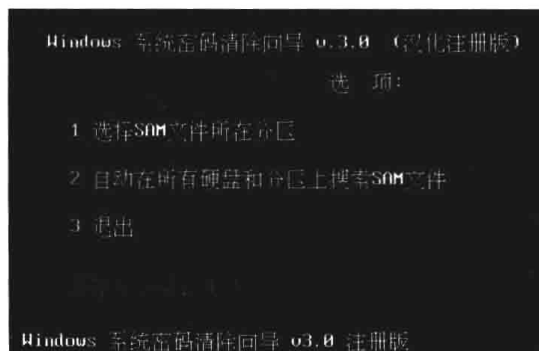 Windows 系统密码清除向导 v.3.0 (汉化注册版)
选 项:
1 选择SAM文件所在分区
2 自动在所有硬盘和分区上搜索SAM文件
3 退出
Windows 系统密码清除向导 v3.0 注册版